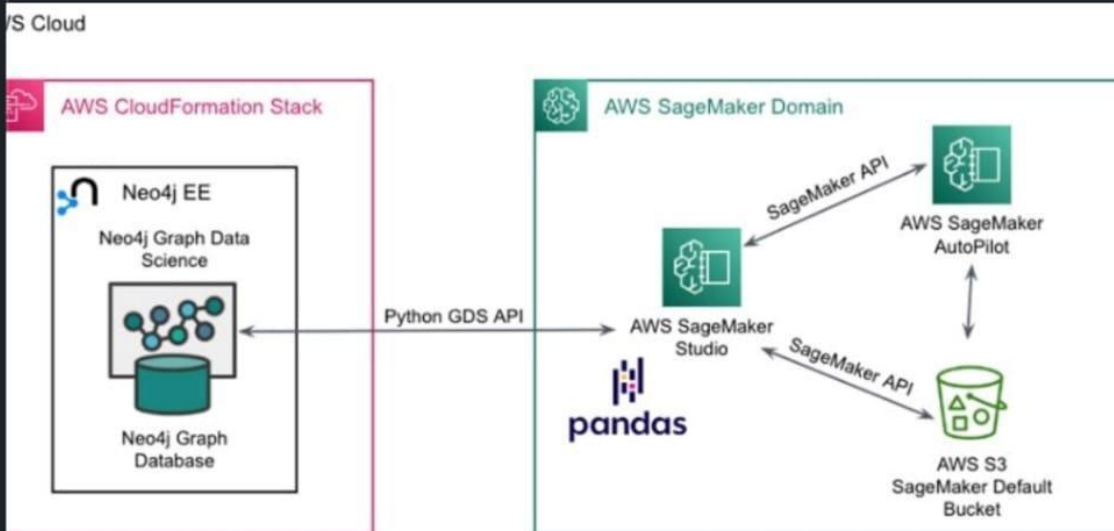 /S Cloud
AWS CloudFormation Stack
Neo4j EE
Neo4j Graph Data
Science
Neo4j Graph
Database
Python GDS API
AWS SageMaker Domain
SageMaker API
AWS SageMaker
AutoPilot
AWS SageMaker
Studio
SageMaker API
pandas
AWS S3
SageMaker Default
Bucket